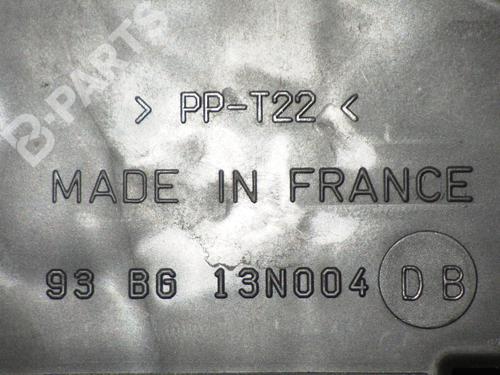 B-PARTS
> PP-T22 <
MADE IN FRANCE
93 BG 13N004 DB